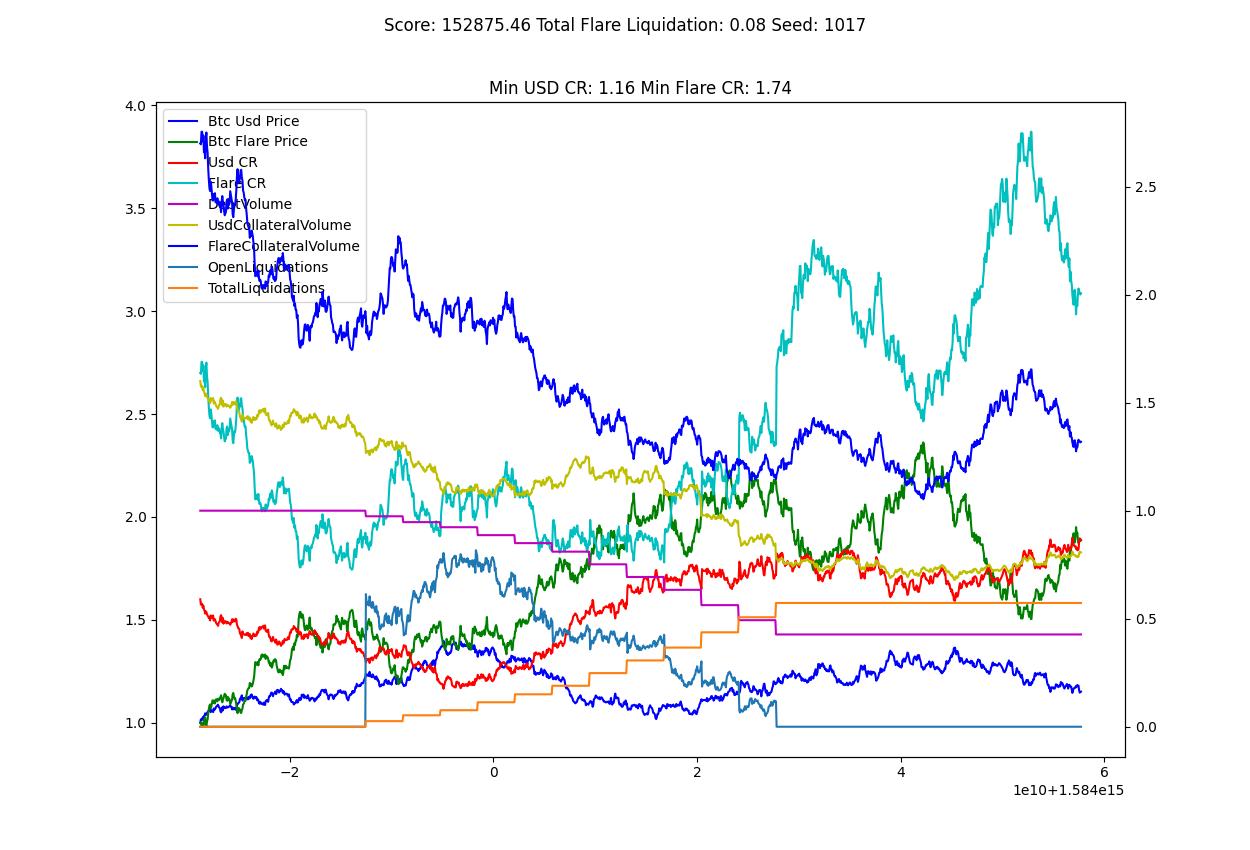 Score: 152875.46 Total Flare Liquidation: 0.08 Seed: 1017
Min USD CR: 1.16 Min Flare CR: 1.74
4.0
3.5
3.0
2.5
2.0
1.5
1.0
Btc Usd Price
Btc Flare Price
Usd CR
Flare CR
DebtVolume
UsdCollateralVolume
FlareCollateralVolume
OpenLiquidations
TotalLiquidations
2.5
2.0
1.5
1.0
0.5
0.0
−2 0 2 4 6
1e10+1.584e15